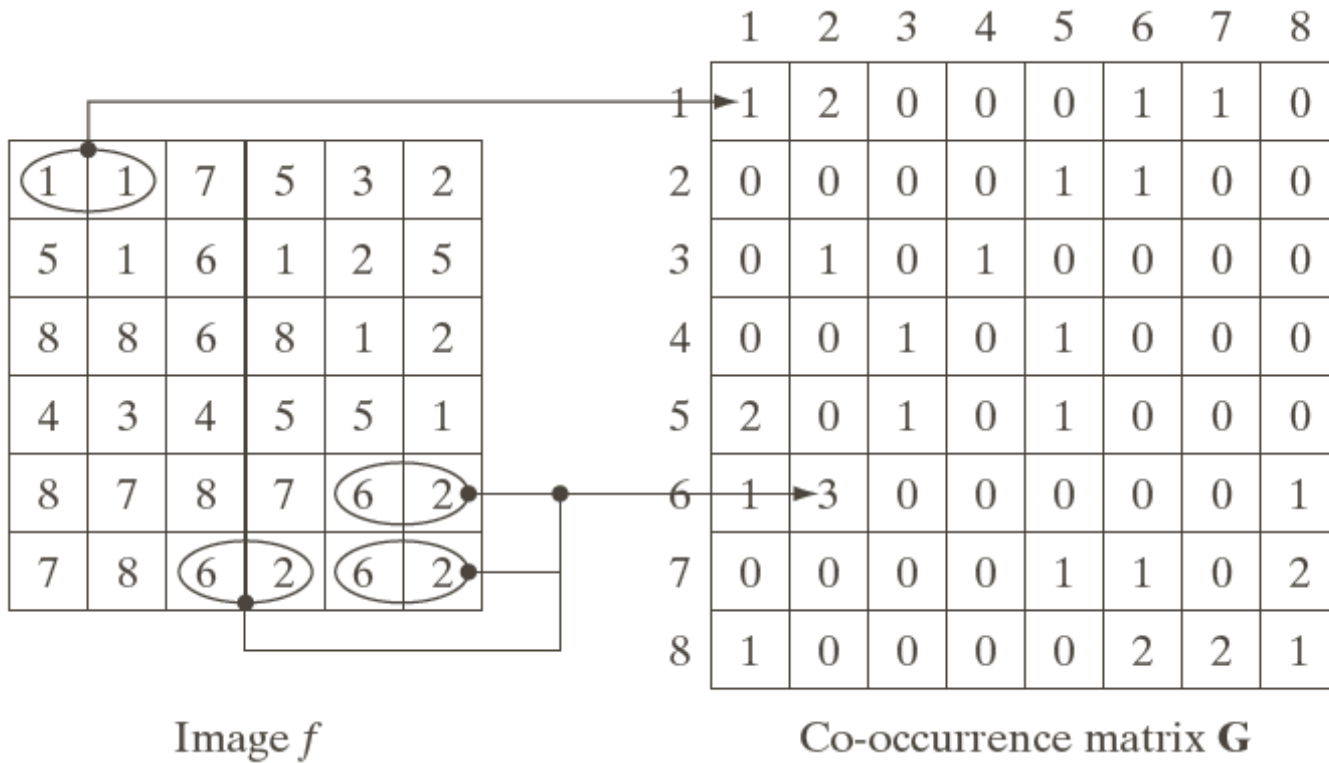 1 2 3 4 5 6 7 8
1 1 2 0 0 0 1 1 0
1 1 7 5 3 2
2 0 0 0 0 1 1 0 0
5 1 6 1 2 5
3 0 1 0 1 0 0 0 0
8 8 6 8 1 2
4 0 0 1 0 1 0 0 0
4 3 4 5 5 1
5 2 0 1 0 1 0 0 0
8 7 8 7 6 2
6 1 3 0 0 0 0 0 1
7 8 6 2 6 2
7 0 0 0 0 1 1 0 2
8 1 0 0 0 0 2 2 1
Image f
Co-occurrence matrix G